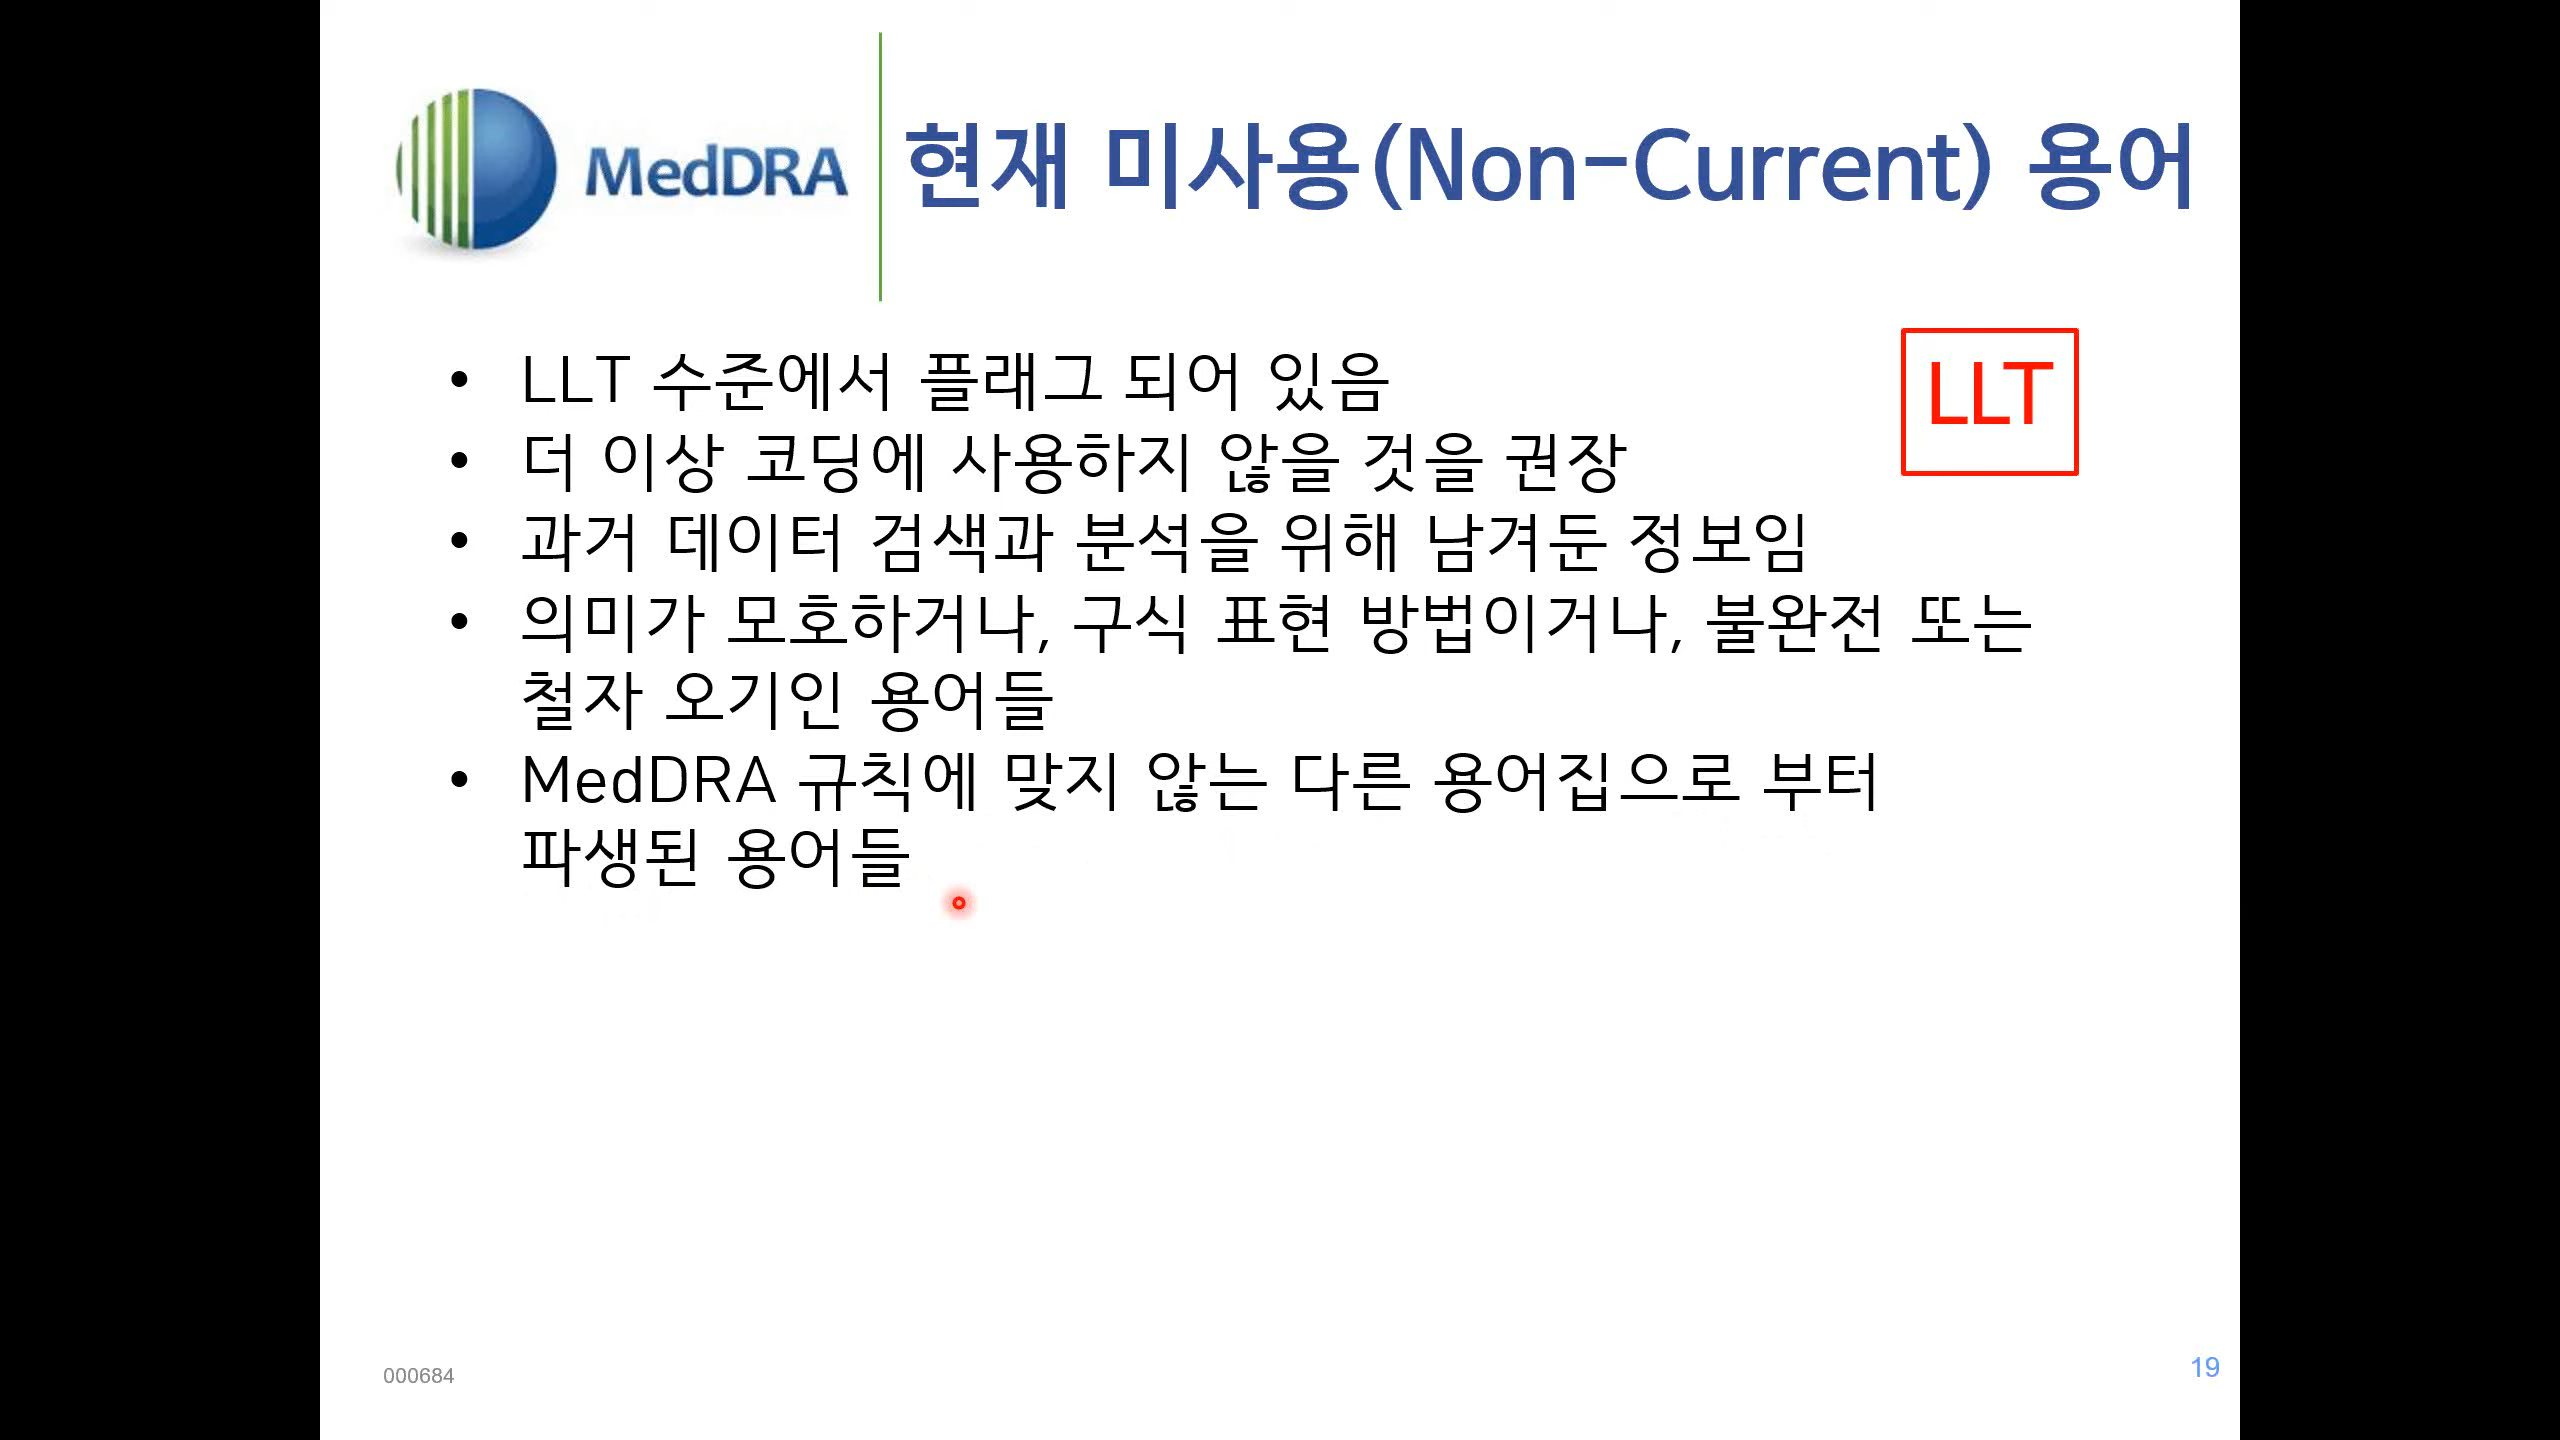 MedDRA
현재 미사용(Non-Current) 용어
LLT
• LLT 수준에서 플래그 되어 있음
• 더 이상 코딩에 사용하지 않을 것을 권장
• 과거 데이터 검색과 분석을 위해 남겨둔 정보임
• 의미가 모호하거나, 구식 표현 방법이거나, 불완전 또는
철자 오기인 용어들
• MedDRA 규칙에 맞지 않는 다른 용어집으로 부터
파생된 용어들
000684
19